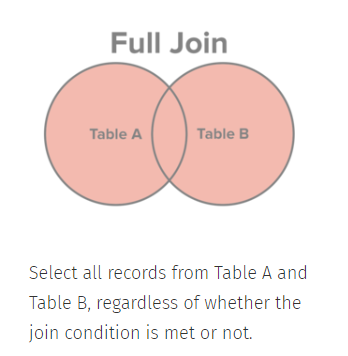 Full Join
Table A
Table B
Select all records from Table A and
Table B, regardless of whether the
join condition is met or not.